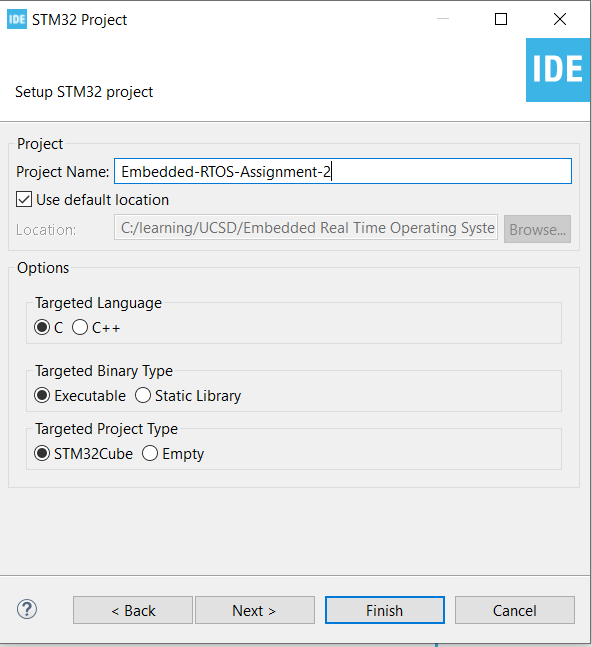 IDE STM32 Project
IDE
Setup STM32 project
Project
Project Name: Embedded-RTOS-Assignment-2
Use default location
Location: C:/learning/UCSD/Embedded Real Time Operating Syste Browse...
Options
Targeted Language
C C++
Targeted Binary Type
Executable Static Library
Targeted Project Type
STM32Cube Empty
? < Back Next > Finish Cancel